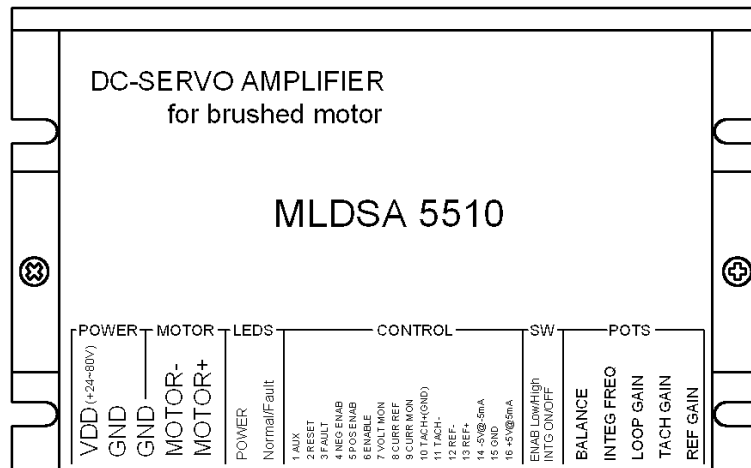 DC-SERVO AMPLIFIER
for brushed motor
MLDSA 5510
POWER
MOTOR
LEDS
CONTROL
SW
POTS
VDD(+24~80V)
GND
GND
MOTOR-
MOTOR+
POWER
Normal/Fault
1 AUX
2 RESET
3 FAULT
4 NEG ENAB
5 POS ENAB
6 ENABLE
7 VOLT MON
8 CURR REF
9 CURR MON
10 TACH+(GND)
11 TACH-
12 REF-
13 REF+
14 -5V@-5mA
15 GND
16 +5V@5mA
ENAB Low/High
INTG ON/OFF
BALANCE
INTEG FREQ
LOOP GAIN
TACH GAIN
REF GAIN